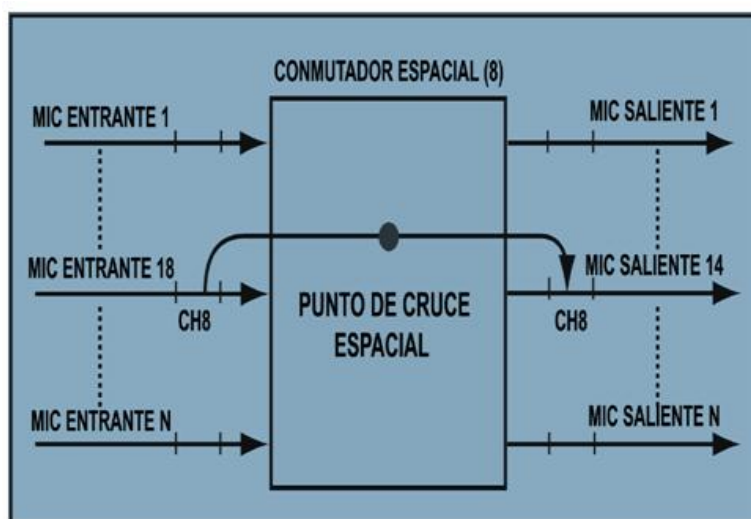 CONMUTADOR ESPACIAL (8)
MIC ENTRANTE 1
MIC SALIENTE 1
MIC ENTRANTE 18
MIC SALIENTE 14
CH8
PUNTO DE CRUCE
ESPACIAL
CH8
MIC ENTRANTE N
MIC SALIENTE N